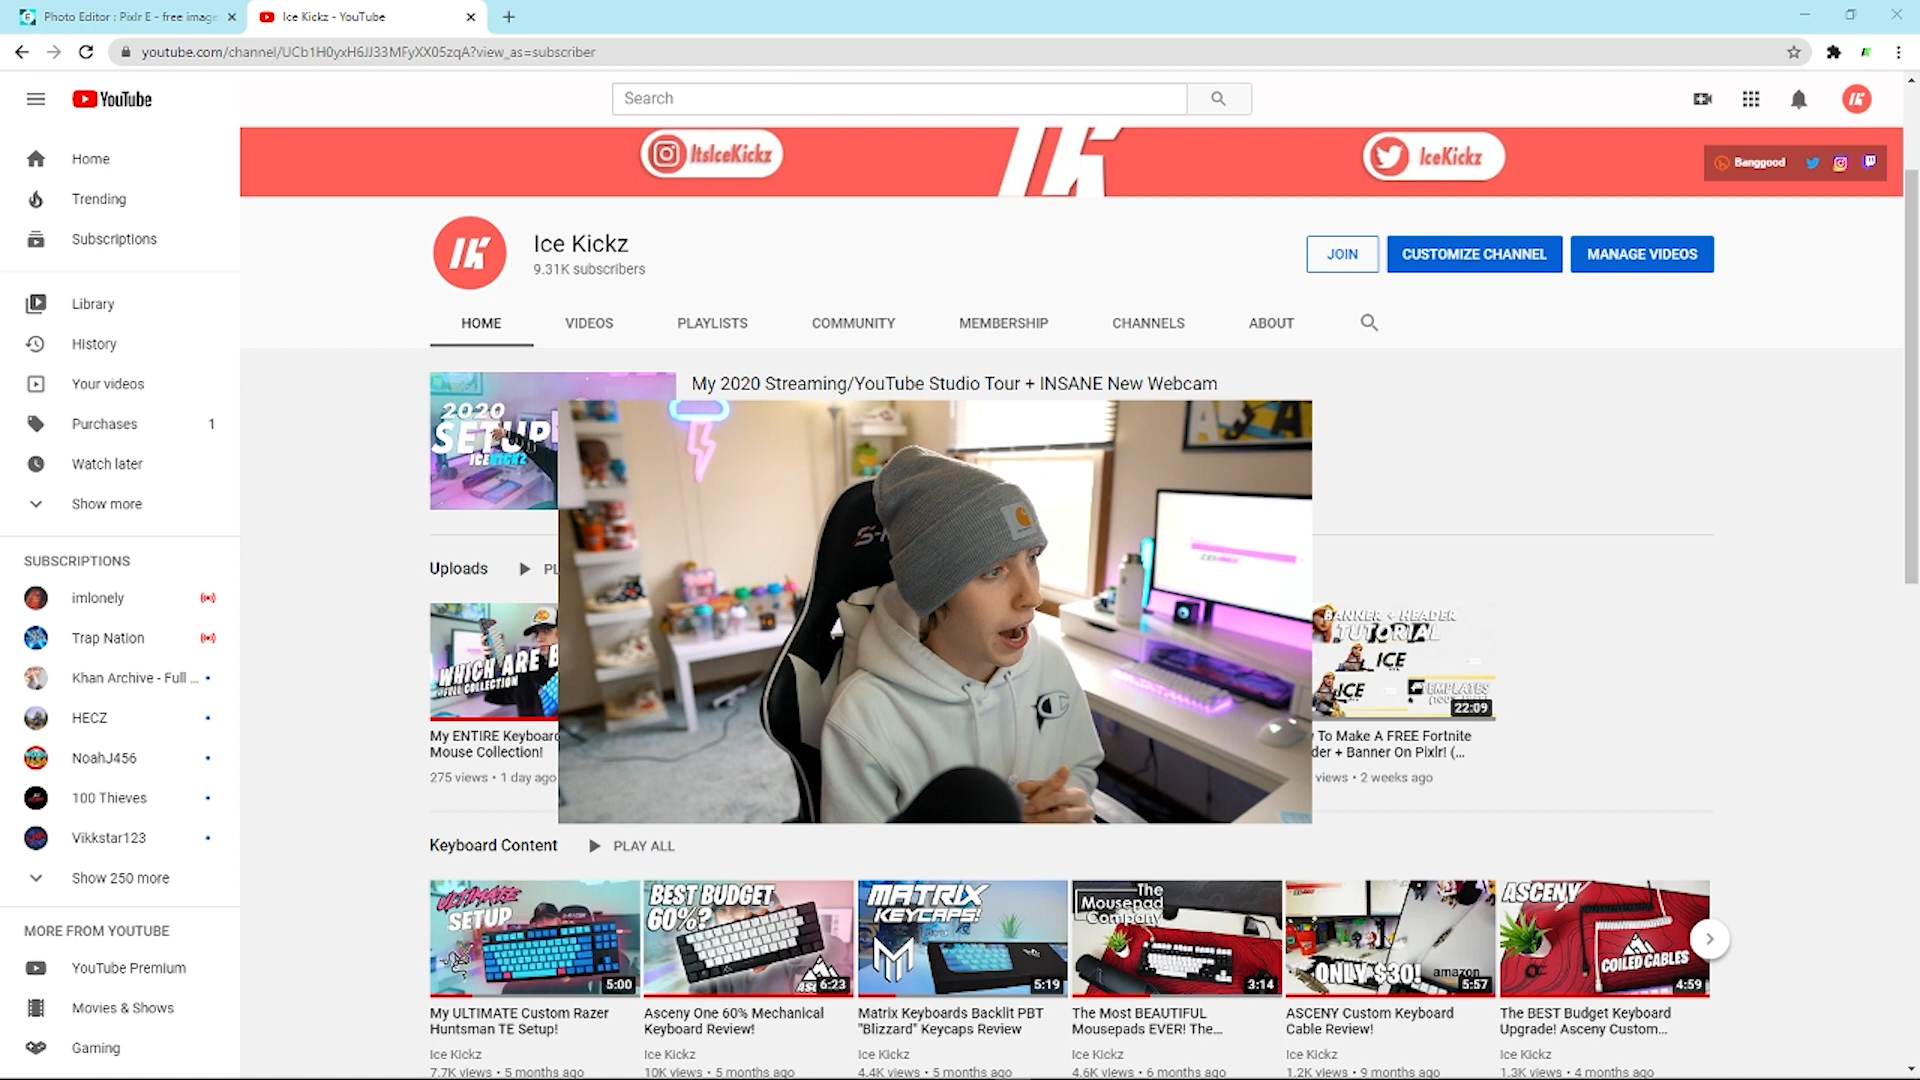 Photo Editor : Pixlr E - free image
Ice Kickz - YouTube
youtube.com/channel/UCb1H0yxH6JJ33MFyXX05zqA?view_as=subscriber
YouTube
Search
Home
Trending
Subscriptions
Library
History
Your videos
Purchases 1
Watch later
Show more
SUBSCRIPTIONS
imlonely
Trap Nation
Khan Archive - Full ...
HECZ
NoahJ456
100 Thieves
Vikkstar123
Show 250 more
MORE FROM YOUTUBE
YouTube Premium
Movies & Shows
Gaming
ItsIceKickz
IK
IceKickz
Banggood
IK
Ice Kickz
9.31K subscribers
JOIN
CUSTOMIZE CHANNEL
MANAGE VIDEOS
HOME
VIDEOS
PLAYLISTS
COMMUNITY
MEMBERSHIP
CHANNELS
ABOUT
2020
SETUP
ICEKICKZ
My 2020 Streaming/YouTube Studio Tour + INSANE New Webcam
Uploads
WHICH ARE B
FULL COLLECTION
My ENTIRE Keyboard
Mouse Collection!
275 views • 1 day ago
BANNER + HEADER
TUTORIAL
ICE
ICE
TEMPLATES
22:09
To Make A FREE Fortnite
der + Banner On Pixlr! (...
views • 2 weeks ago
Keyboard Content
PLAY ALL
ULTIMATE
SETUP
5:00
My ULTIMATE Custom Razer
Huntsman TE Setup!
Ice Kickz
7.7K views • 5 months ago
BEST BUDGET
60%?
6:23
Asceny One 60% Mechanical
Keyboard Review!
Ice Kickz
10K views • 5 months ago
MATRIX
KEYCAPS!
5:19
Matrix Keyboards Backlit PBT
"Blizzard" Keycaps Review
Ice Kickz
4.4K views • 5 months ago
The
Mousepad
Company
3:14
The Most BEAUTIFUL
Mousepads EVER! The...
Ice Kickz
4.6K views • 6 months ago
ONLY $30!
amazon
5:57
ASCENY Custom Keyboard
Cable Review!
Ice Kickz
1.2K views • 9 months ago
ASCENY
COILED CABLES
4:59
The BEST Budget Keyboard
Upgrade! Asceny Custom...
Ice Kickz
1.3K views • 4 months ago